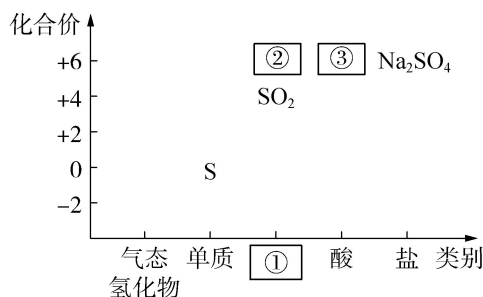 化合价
+6 ② ③ Na₂SO₄
+4 SO₂
+2
0 S
−2
气态氢化物 单质 ① 酸 盐 类别